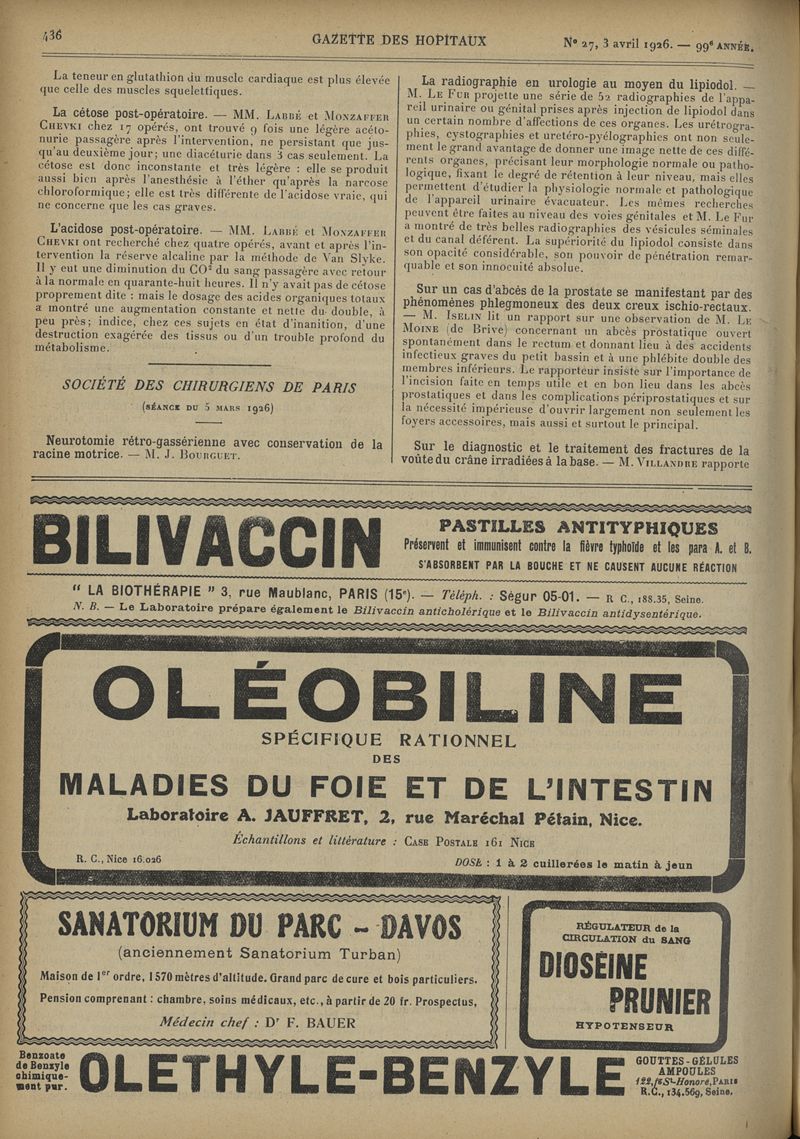 436
GAZETTE DES HOPITAUX
N° 27, 3 avril 1926. — 99e ANNÉE.
La teneur en glutathion du muscle cardiaque est plus élevée
que celle des muscles squelettiques.
La cétose post-opératoire. — MM. LABBÉ et MONZAFFER
CHEVKI chez 17 opérés, ont trouvé 9 fois une légère acéto-
nurie passagère après l'intervention, ne persistant que jus-
qu'au deuxième jour; une diacéturie dans 3 cas seulement. La
cétose est donc inconstante et très légère : elle se produit
aussi bien après l'anesthésie à l'éther qu'après la narcose
chloroformique; elle est très différente de l'acidose vraie, qui
ne concerne que les cas graves.
L'acidose post-opératoire. — MM. LABBÉ et MONZAFFER
CHEVKI ont recherché chez quatre opérés, avant et après l'in-
tervention la réserve alcaline par la méthode de Van Slyke.
Il y eut une diminution du CO² du sang passagère avec retour
à la normale en quarante-huit heures. Il n'y avait pas de cétose
proprement dite : mais le dosage des acides organiques totaux
a montré une augmentation constante et nette du double, à
peu près; indice, chez ces sujets en état d'inanition, d'une
destruction exagérée des tissus ou d'un trouble profond du
métabolisme.
SOCIÉTÉ DES CHIRURGIENS DE PARIS
(SÉANCE DU 5 MARS 1926)
Neurotomie rétro-gassérienne avec conservation de la
racine motrice. — M. J. BOURGUET.
La radiographie en urologie au moyen du lipiodol. —
M. LE FUR projette une série de 52 radiographies de l'appa-
reil urinaire ou génital prises après injection de lipiodol dans
un certain nombre d'affections de ces organes. Les urétrogra-
phies, cystographies et uretéro-pyélographies ont non seule-
ment le grand avantage de donner une image nette de ces diffé-
rents organes, précisant leur morphologie normale ou patho-
logique, fixant le degré de rétention à leur niveau, mais elles
permettent d'étudier la physiologie normale et pathologique
de l'appareil urinaire évacuateur. Les mêmes recherches
peuvent être faites au niveau des voies génitales et M. Le Fur
a montré de très belles radiographies des vésicules séminales
et du canal déférent. La supériorité du lipiodol consiste dans
son opacité considérable, son pouvoir de pénétration remar-
quable et son innocuité absolue.
Sur un cas d'abcès de la prostate se manifestant par des
phénomènes phlegmoneux des deux creux ischio-rectaux.
— M. ISELIN lit un rapport sur une observation de M. LE
MOINE (de Brive) concernant un abcès prostatique ouvert
spontanément dans le rectum et donnant lieu à des accidents
infectieux graves du petit bassin et à une phlébite double des
membres inférieurs. Le rapporteur insiste sur l'importance de
l'incision faite en temps utile et en bon lieu dans les abcès
prostatiques et dans les complications périprostatiques et sur
la nécessité impérieuse d'ouvrir largement non seulement les
foyers accessoires, mais aussi et surtout le principal.
Sur le diagnostic et le traitement des fractures de la
voûte du crâne irradiées à la base. — M. VILLANDRE rapporte
BILIVACCIN
PASTILLES ANTITYPHIQUES
Préservent et immunisent contre la fièvre typhoïde et les para A. et B.
S'ABSORBENT PAR LA BOUCHE ET NE CAUSENT AUCUNE RÉACTION
" LA BIOTHÉRAPIE " 3, rue Maublanc, PARIS (15e). — Téléph. : Ségur 05-01. — R C., 188.35, Seine.
N. B. — Le Laboratoire prépare également le Bilivaccin anticholérique et le Bilivaccin antidysentérique.
OLÉOBILINE
SPÉCIFIQUE RATIONNEL
DES
MALADIES DU FOIE ET DE L'INTESTIN
Laboratoire A. JAUFFRET, 2, rue Maréchal Pétain, Nice.
Échantillons et littérature : CASE POSTALE 161 NICE
R. C., Nice 16.026
DOSE : 1 à 2 cuillerées le matin à jeun
SANATORIUM DU PARC - DAVOS
(anciennement Sanatorium Turban)
Maison de 1er ordre, 1570 mètres d'altitude. Grand parc de cure et bois particuliers.
Pension comprenant : chambre, soins médicaux, etc., à partir de 20 fr. Prospectus,
Médecin chef : Dr F. BAUER
RÉGULATEUR de la
CIRCULATION du SANG
DIOSÉINE
PRUNIER
HYPOTENSEUR
Benzoate
de Benzyle
chimique-
ment pur.
OLETHYLE-BENZYLE
GOUTTES-GÉLULES
AMPOULES
122, fg St-Honoré, PARIS
R.C., 134.569, Seine.